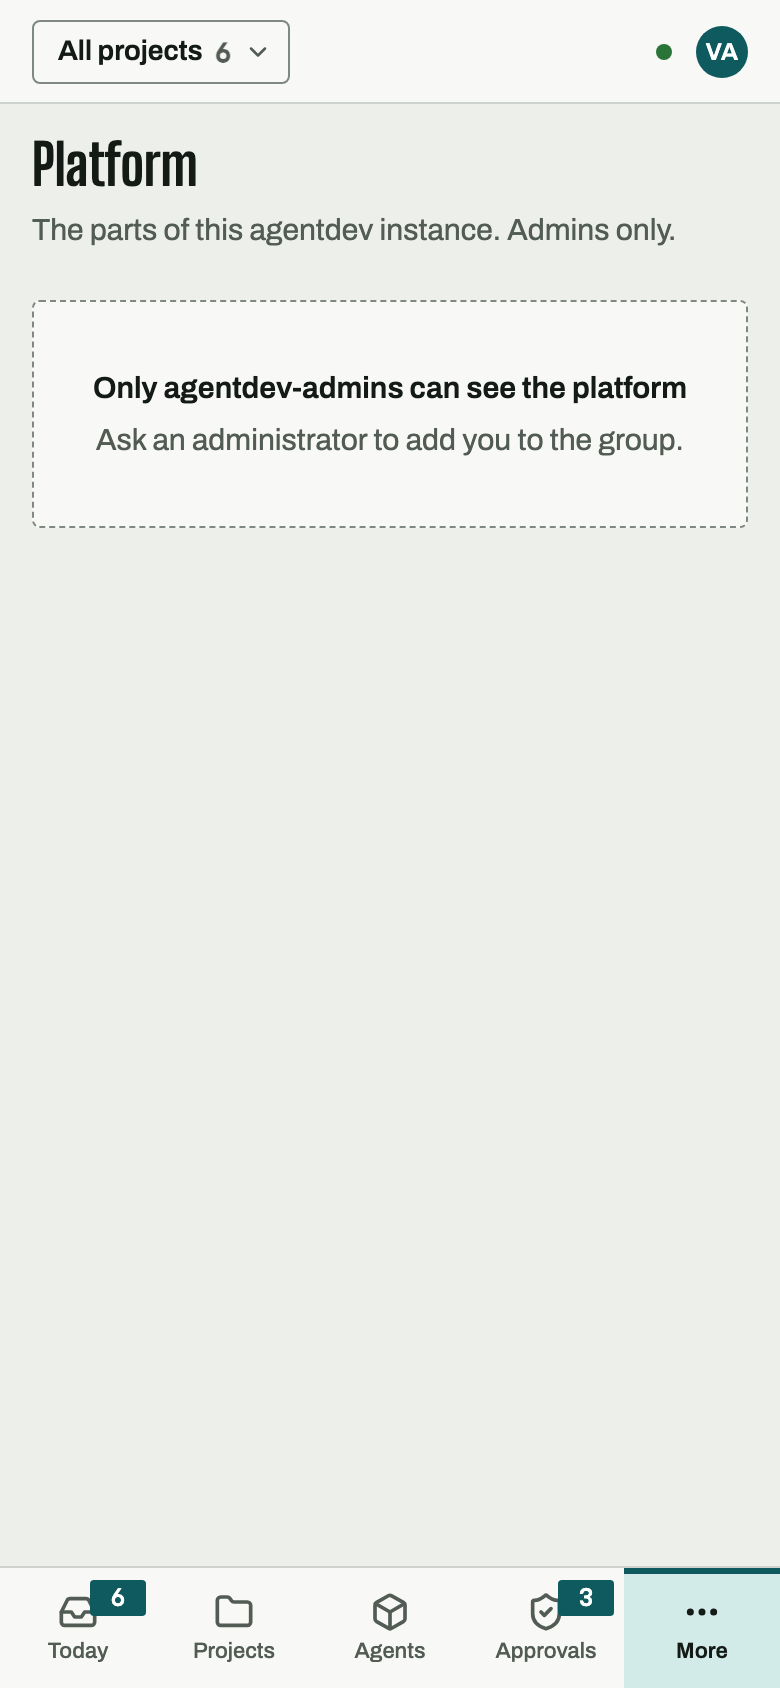 All projects 6
VA
Platform
The parts of this agentdev instance. Admins only.
Only agentdev-admins can see the platform
Ask an administrator to add you to the group.
6
3
Today
Projects
Agents
Approvals
More